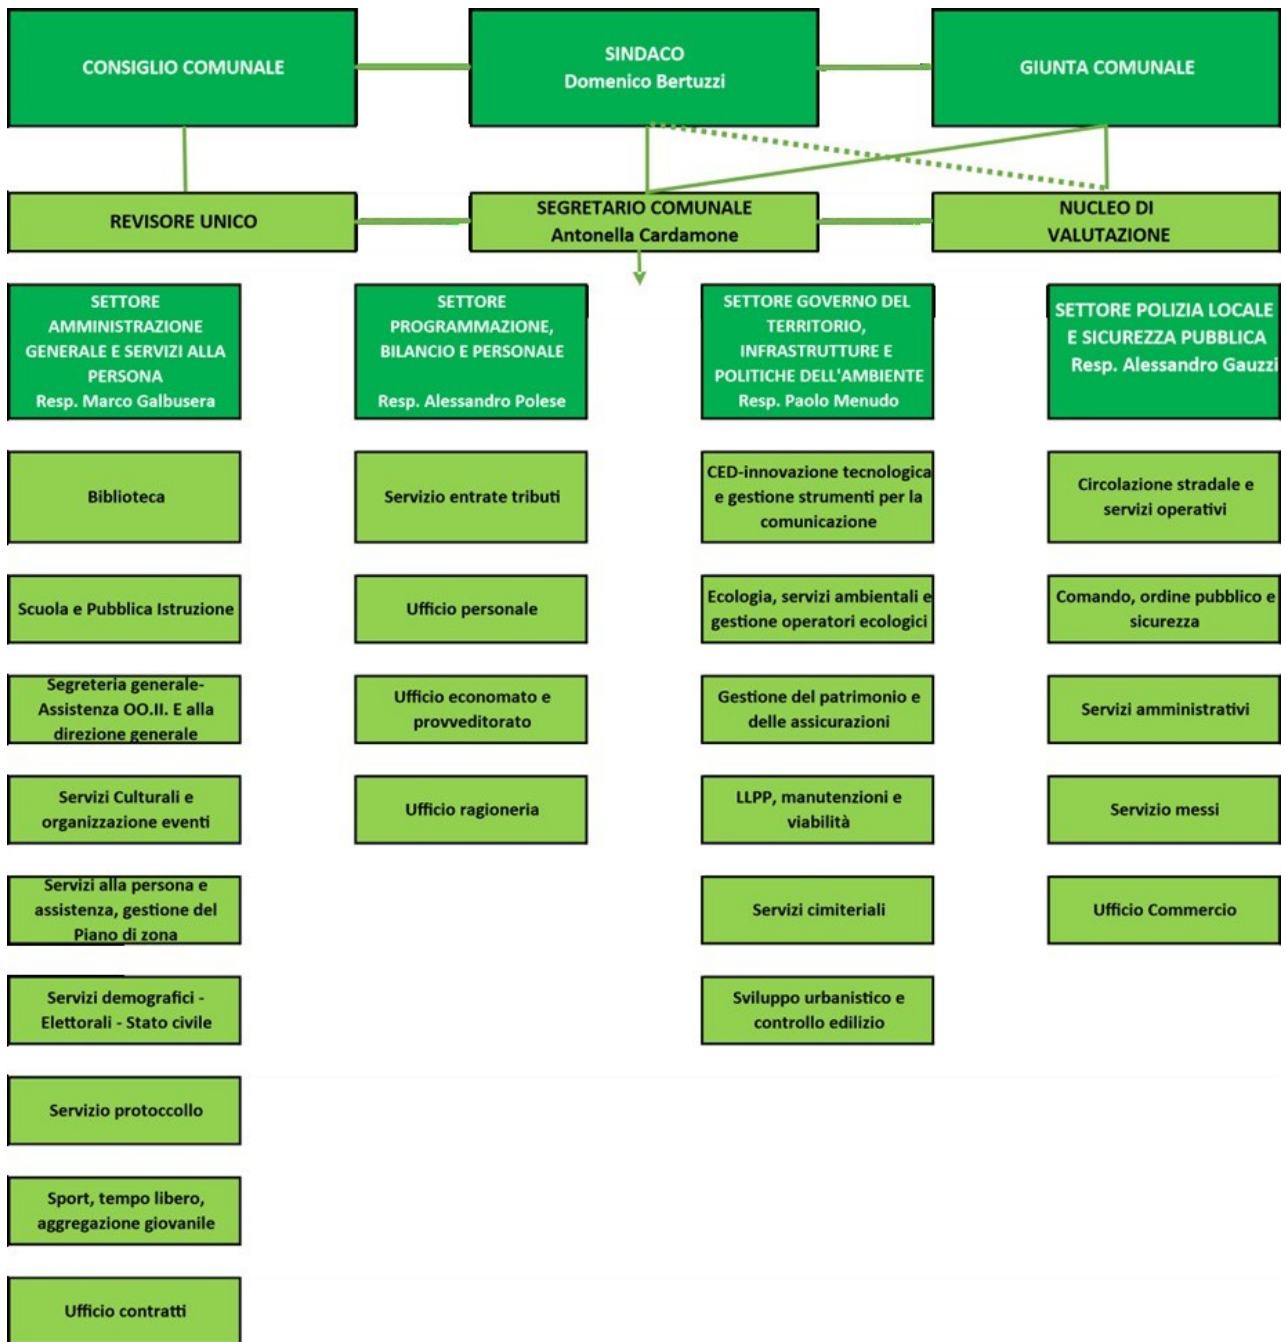 CONSIGLIO COMUNALE
SINDACO
Domenico Bertuzzi
GIUNTA COMUNALE
REVISORE UNICO
SEGRETARIO COMUNALE
Antonella Cardamone
NUCLEO DI
VALUTAZIONE
SETTORE
AMMINISTRAZIONE
GENERALE E SERVIZI ALLA
PERSONA
Resp. Marco Galbusera
SETTORE
PROGRAMMAZIONE,
BILANCIO E PERSONALE
Resp. Alessandro Polese
SETTORE GOVERNO DEL
TERRITORIO,
INFRASTRUTTURE E
POLITICHE DELL'AMBIENTE
Resp. Paolo Menudo
SETTORE POLIZIA LOCALE
E SICUREZZA PUBBLICA
Resp. Alessandro Gauzzi
Biblioteca
Servizio entrate tributi
CED-innovazione tecnologica
e gestione strumenti per la
comunicazione
Circolazione stradale e
servizi operativi
Scuola e Pubblica Istruzione
Ufficio personale
Ecologia, servizi ambientali e
gestione operatori ecologici
Comando, ordine pubblico e
sicurezza
Segreteria generale-
Assistenza OO.II. E alla
direzione generale
Ufficio economato e
provveditorato
Gestione del patrimonio e
delle assicurazioni
Servizi amministrativi
Servizi Culturali e
organizzazione eventi
Ufficio ragioneria
LLPP, manutenzioni e
viabilità
Servizio messi
Servizi alla persona e
assistenza, gestione del
Piano di zona
Servizi cimiteriali
Ufficio Commercio
Servizi demografici -
Elettorali - Stato civile
Sviluppo urbanistico e
controllo edilizio
Servizio protoccollo
Sport, tempo libero,
aggregazione giovanile
Ufficio contratti